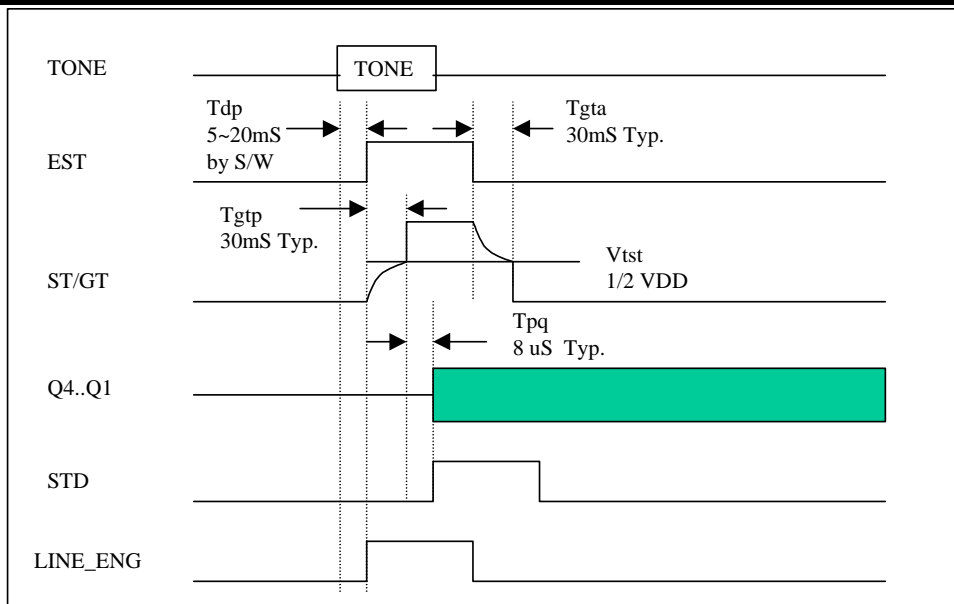 TONE
TONE
Tdp
5~20mS
by S/W
Tgta
30mS Typ.
EST
Tgtp
30mS Typ.
Vtst
1/2 VDD
ST/GT
Tpq
8 uS Typ.
Q4..Q1
STD
LINE_ENG